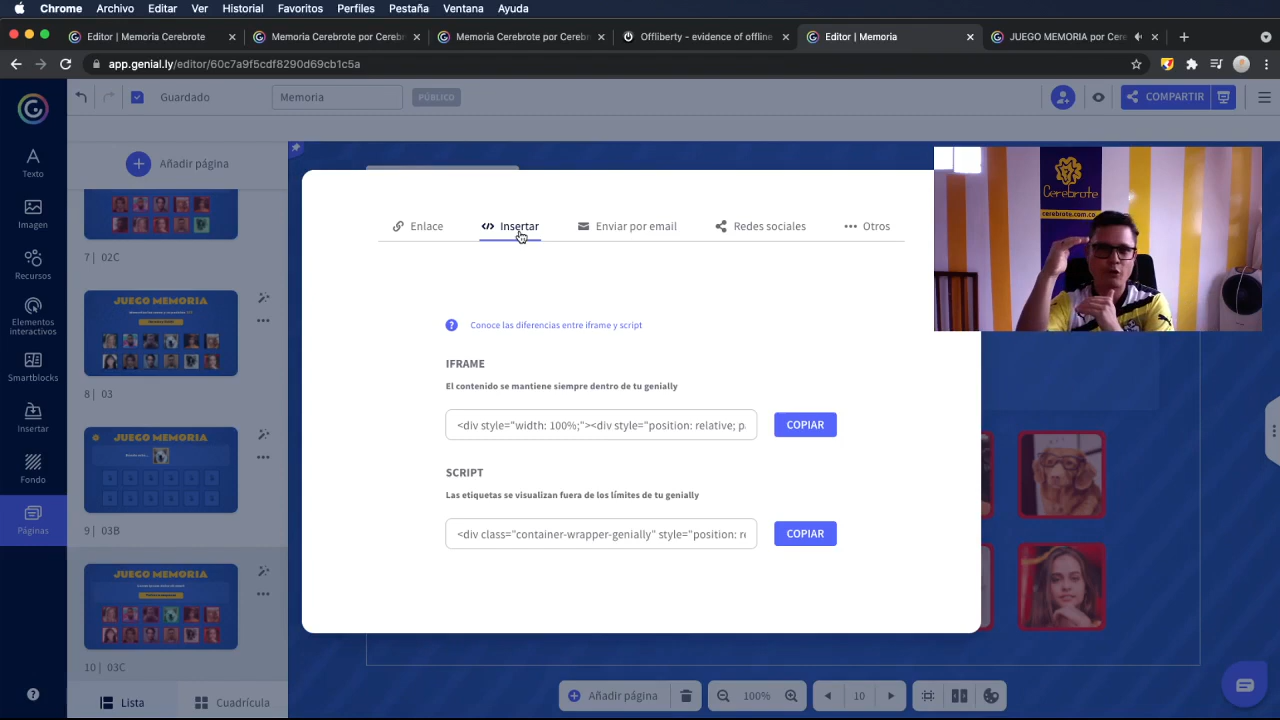 Chrome Archivo Editar Ver Historial Favoritos Perfiles Pestaña Ventana Ayuda
Editor | Memoria Cerebrote
Memoria Cerebrote por Cereb
Memoria Cerebrote por Cereb
Offliberty - evidence of offline
Editor | Memoria
JUEGO MEMORIA por Cere
app.genial.ly/editor/60c7a9f5cdf8290d69cb1c5a
Guardado
Memoria
PÚBLICO
COMPARTIR
Texto
Imagen
Recursos
Elementos
interactivos
Smartblocks
Insertar
Fondo
Páginas
Añadir página
7 | 02C
JUEGO MEMORIA
8 | 03
9 | 03B
JUEGO MEMORIA
10 | 03C
Lista
Cuadrícula
Enlace
Insertar
Enviar por email
Redes sociales
Otros
Conoce las diferencias entre iframe y script
IFRAME
El contenido se mantiene siempre dentro de tu genially
<div style="width: 100%;"><div style="position: relative; pa
COPIAR
SCRIPT
Las etiquetas se visualizan fuera de los límites de tu genially
<div class="container-wrapper-genially" style="position: re
COPIAR
Cerebrote
cerebrote.com.co
Añadir página
100%
10